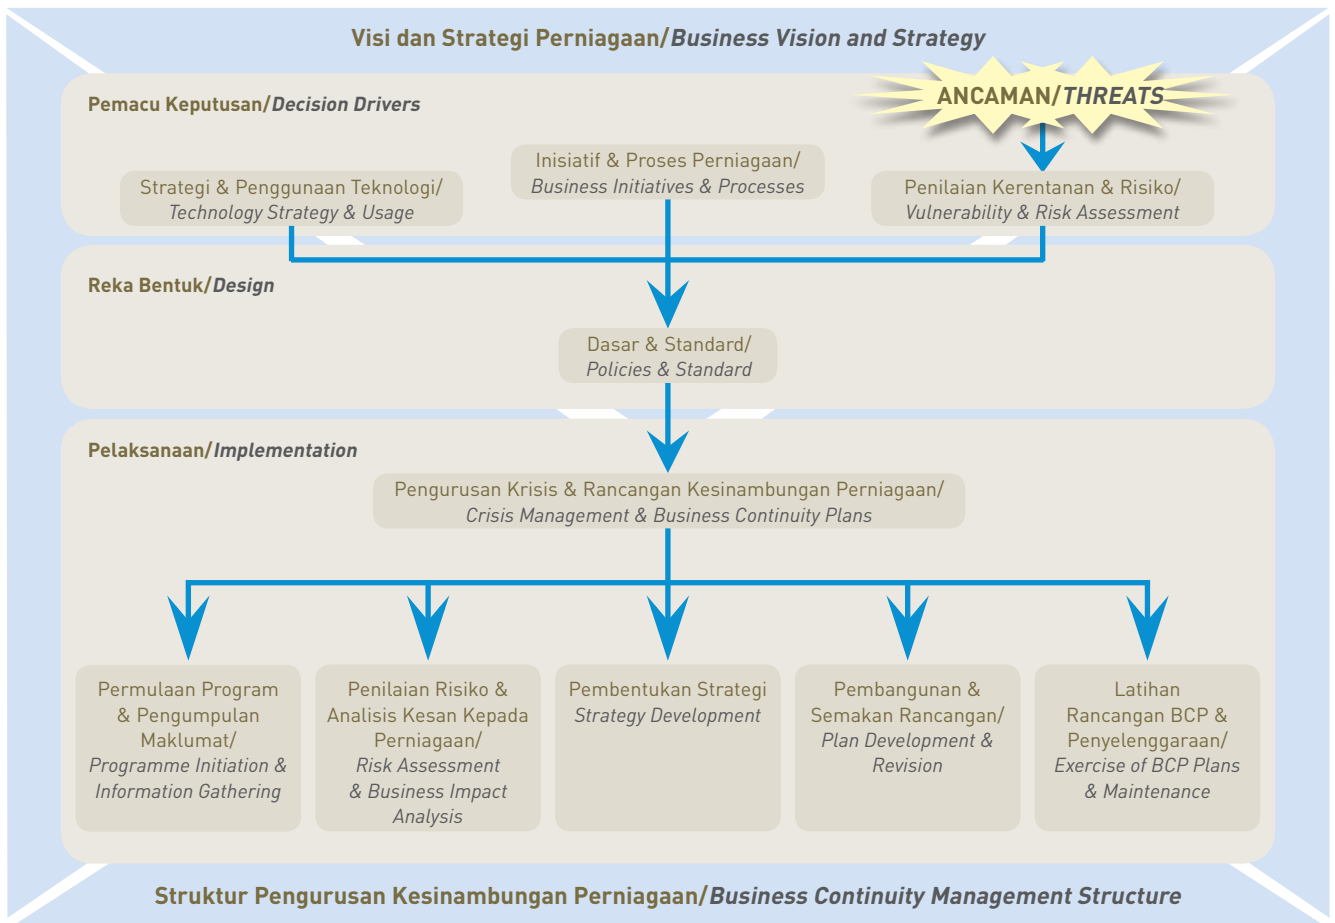 Visi dan Strategi Perniagaan/Business Vision and Strategy
Pemacu Keputusan/Decision Drivers
ANCAMAN/THREATS
Strategi & Penggunaan Teknologi/
Technology Strategy & Usage
Inisiatif & Proses Perniagaan/
Business Initiatives & Processes
Penilaian Kerentanan & Risiko/
Vulnerability & Risk Assessment
Reka Bentuk/Design
Dasar & Standard/
Policies & Standard
Pelaksanaan/Implementation
Pengurusan Krisis & Rancangan Kesinambungan Perniagaan/
Crisis Management & Business Continuity Plans
Permulaan Program
& Pengumpulan
Maklumat/
Programme Initiation &
Information Gathering
Penilaian Risiko &
Analisis Kesan Kepada
Perniagaan/
Risk Assessment
& Business Impact
Analysis
Pembentukan Strategi
Strategy Development
Pembangunan &
Semakan Rancangan/
Plan Development &
Revision
Latihan
Rancangan BCP &
Penyelenggaraan/
Exercise of BCP Plans
& Maintenance
Struktur Pengurusan Kesinambungan Perniagaan/Business Continuity Management Structure